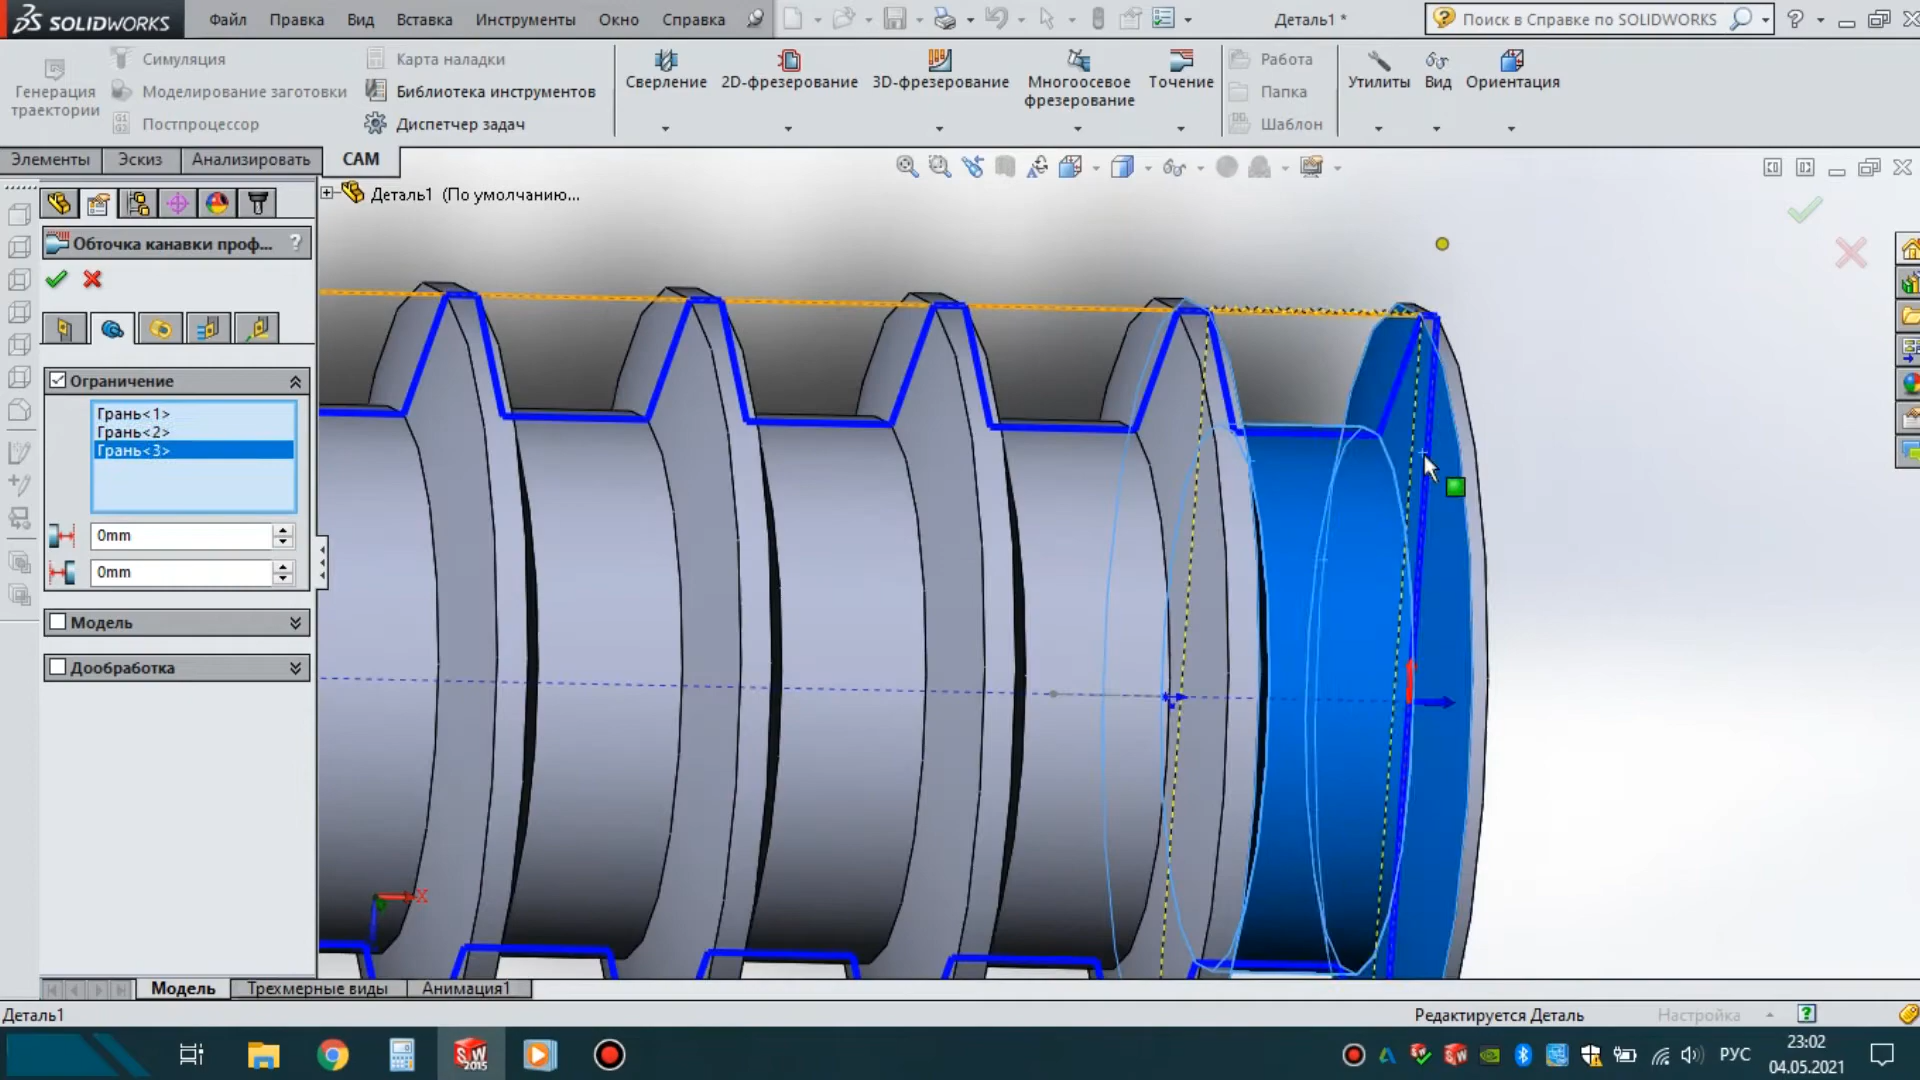 SOLIDWORKS
Файл Правка Вид Вставка Инструменты Окно Справка
Деталь1 *
Поиск в Справке по SOLIDWORKS
Генерация траектории
Симуляция
Моделирование заготовки
Постпроцессор
Карта наладки
Библиотека инструментов
Диспетчер задач
Сверление
2D-фрезерование
3D-фрезерование
Многоосевое фрезерование
Точение
Работа
Папка
Шаблон
Утилиты
Вид
Ориентация
Элементы Эскиз Анализировать CAM
Деталь1 (По умолчанию...
Обточка канавки проф... ?
Ограничение
Грань<1>
Грань<2>
Грань<3>
0mm
0mm
Модель
Дообработка
X
Модель Трехмерные виды Анимация1
Деталь1
Редактируется Деталь
Настройка
SW 2015
РУС
23:02
04.05.2021